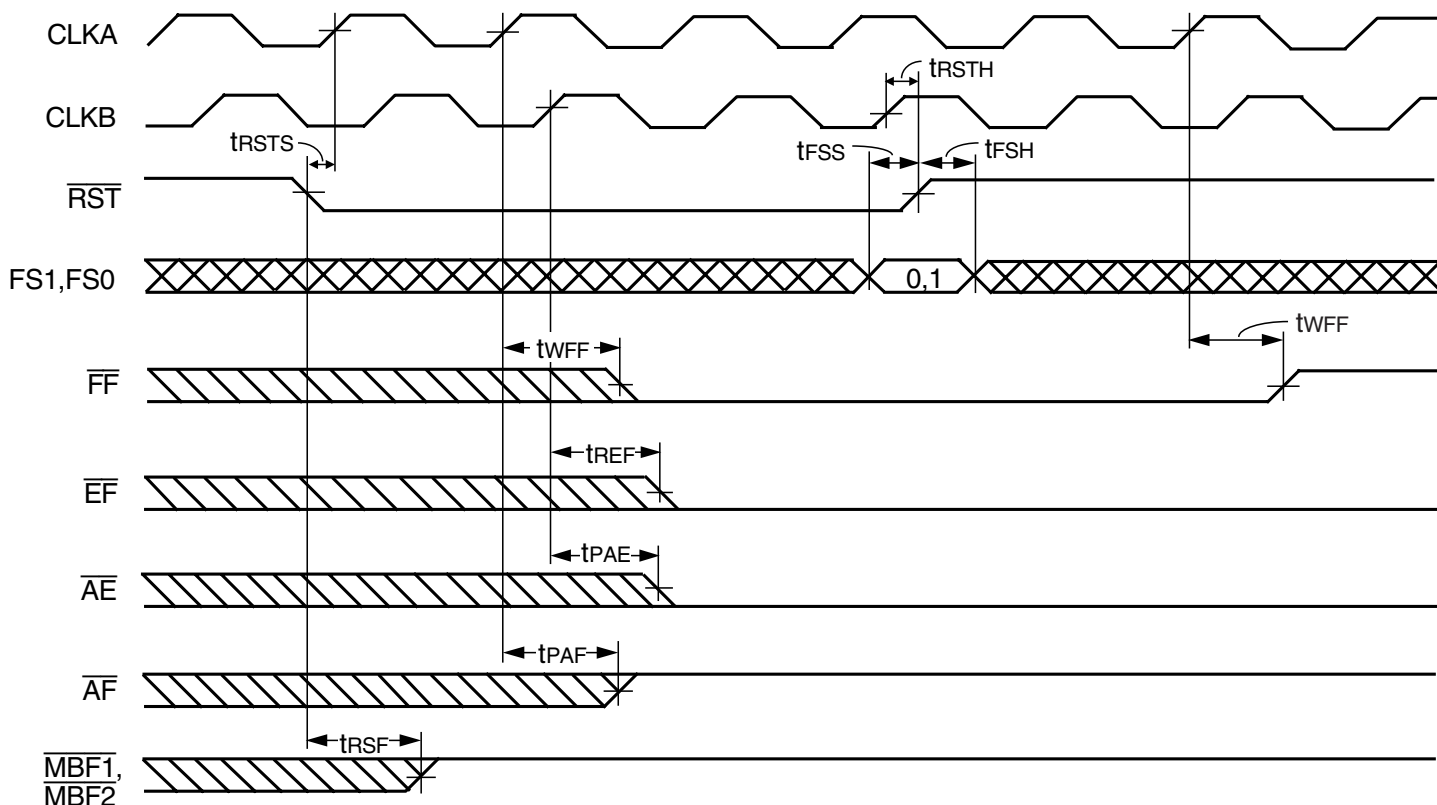 CLKA
tRSTH
CLKB
tRSTS
tFSS
tFSH
RST
FS1,FS0
0,1
tWFF
tWFF
FF
tREF
EF
tPAE
AE
tPAF
AF
tRSF
MBF1,
MBF2